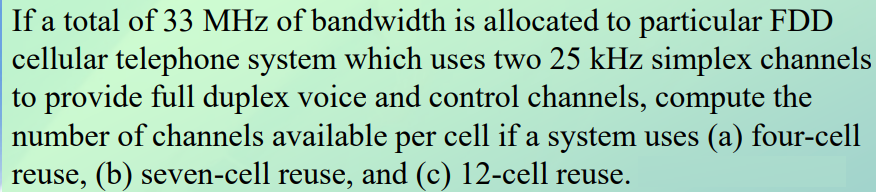 If a total of 33 MHz of bandwidth is allocated to particular FDD
cellular telephone system which uses two 25 kHz simplex channels
to provide full duplex voice and control channels, compute the
number of channels available per cell if a system uses (a) four-cell
reuse, (b) seven-cell reuse, and (c) 12-cell reuse.